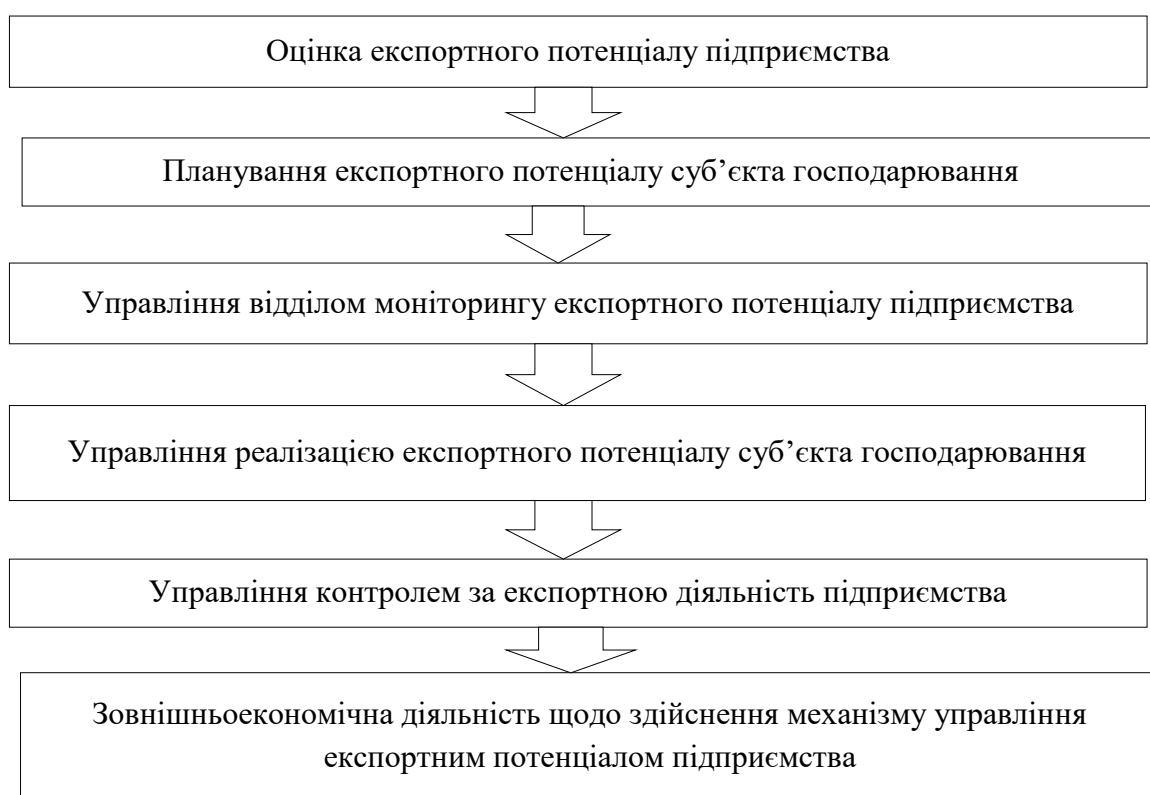 Оцінка експортного потенціалу підприємства
Планування експортного потенціалу суб’єкта господарювання
Управління відділом моніторингу експортного потенціалу підприємства
Управління реалізацією експортного потенціалу суб’єкта господарювання
Управління контролем за експортною діяльність підприємства
Зовнішньоекономічна діяльність щодо здійснення механізму управління
експортним потенціалом підприємства